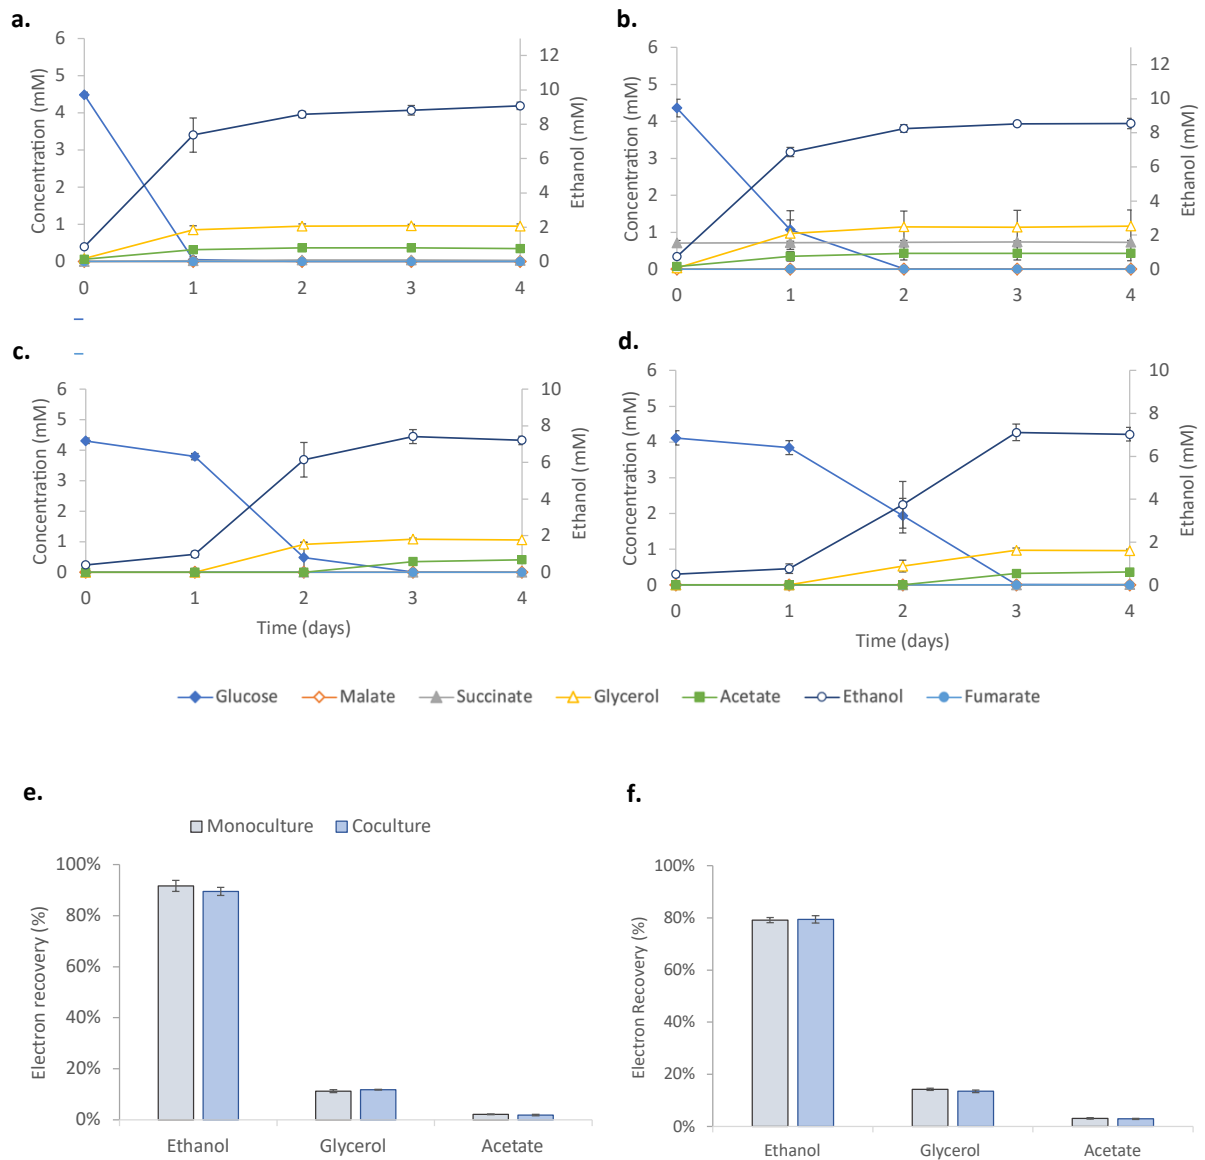 a.
6
5
4
3
2
1
0
Concentration (mM)
12
10
8
6
4
2
0
Ethanol (mM)
0 1 2 3 4
b.
6
5
4
3
2
1
0
Concentration (mM)
12
10
8
6
4
2
0
Ethanol (mM)
0 1 2 3 4
c.
6
5
4
3
2
1
0
Concentration (mM)
10
8
6
4
2
0
Ethanol (mM)
0 1 2 3 4
Time (days)
d.
6
5
4
3
2
1
0
Cconcentration (mM)
10
8
6
4
2
0
Ethanol (mM)
0 1 2 3 4
Time (days)
Glucose Malate Succinate Glycerol Acetate Ethanol Fumarate
e.
Monoculture Coculture
100%
80%
60%
40%
20%
0%
Electron recovery (%)
Ethanol Glycerol Acetate
f.
100%
80%
60%
40%
20%
0%
Electron Recovery (%)
Ethanol Glycerol Acetate